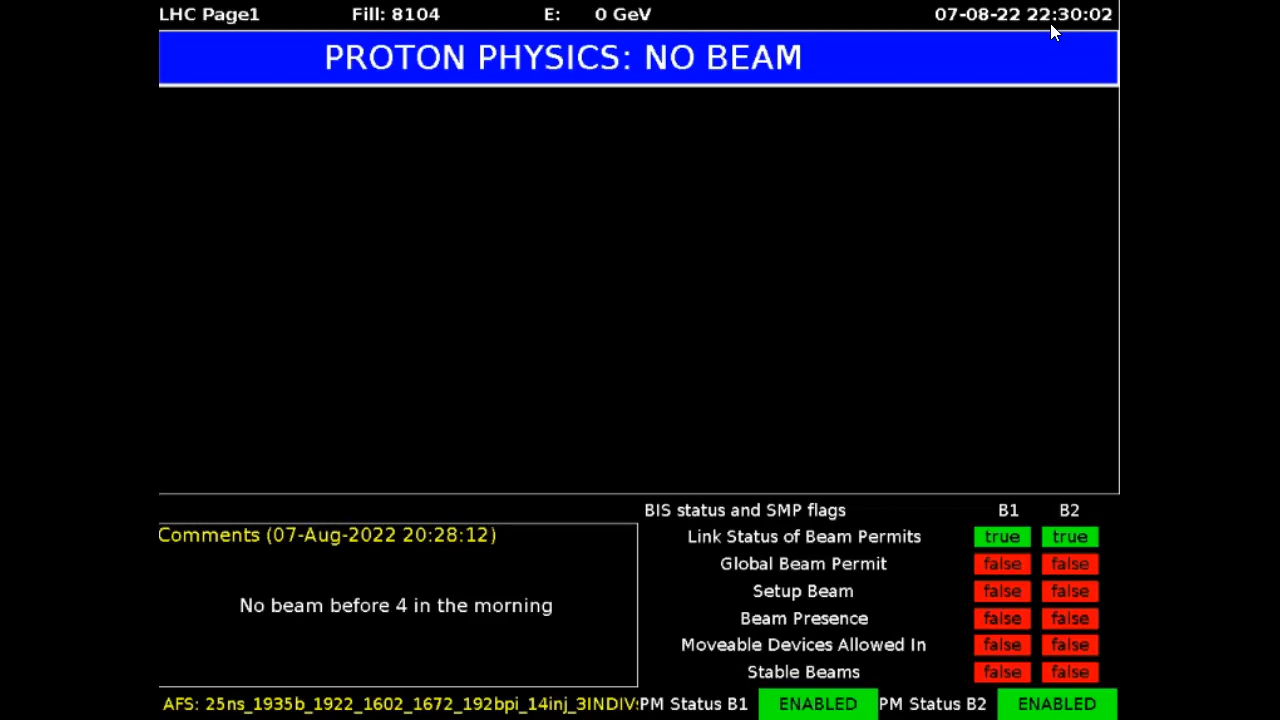 LHC Page1 Fill: 8104 E: 0 GeV 07-08-22 22:30:02
PROTON PHYSICS: NO BEAM
BIS status and SMP flags B1 B2
Comments (07-Aug-2022 20:28:12)
No beam before 4 in the morning
Link Status of Beam Permits true true
Global Beam Permit false false
Setup Beam false false
Beam Presence false false
Moveable Devices Allowed In false false
Stable Beams false false
AFS: 25ns_1935b_1922_1602_1672_192bpi_14inj_3INDIV PM Status B1 ENABLED PM Status B2 ENABLED